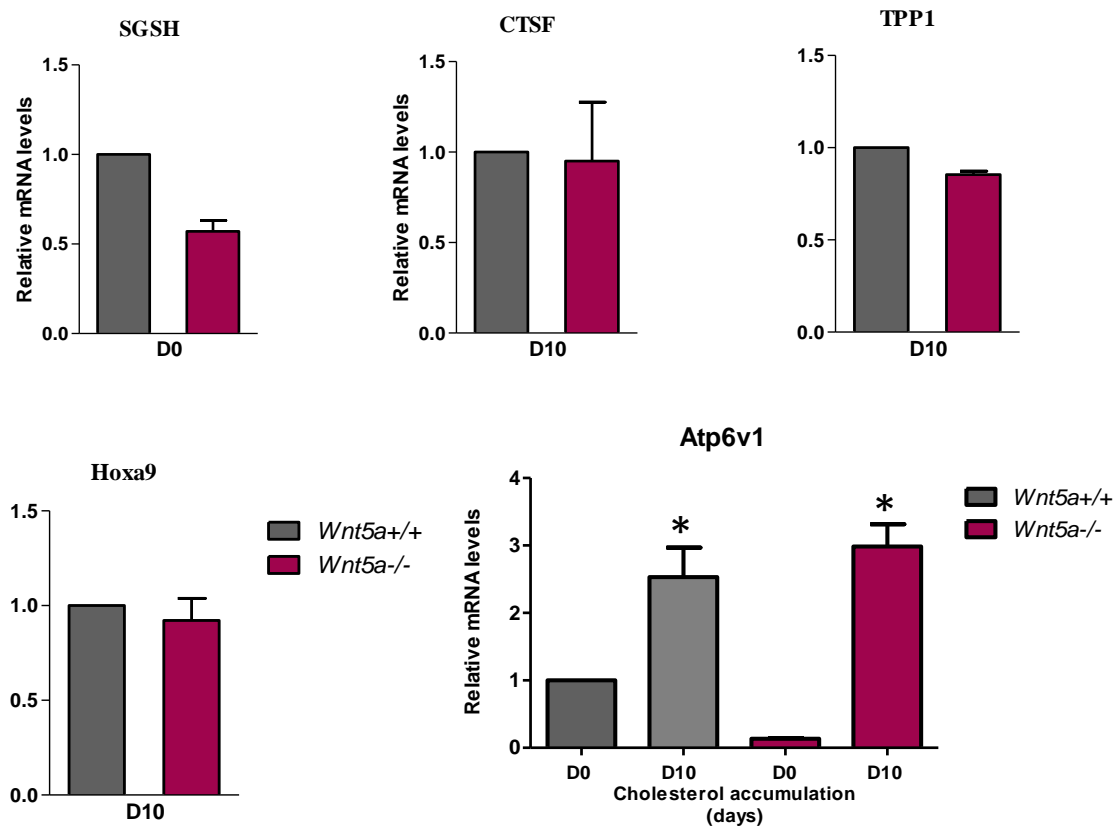 SGSH
1.5
1.0
0.5
0.0
Relative mRNA levels
D0
CTSF
1.5
1.0
0.5
0.0
Relative mRNA levels
D10
TPP1
1.5
1.0
0.5
0.0
D10
Hoxa9
1.5
1.0
0.5
0.0
D10
Wnt5a+/+
Wnt5a-/-
Atp6v1
4
3
2
1
0
Relative mRNA levels
*
*
D0 D10 D0 D10
Cholesterol accumulation
(days)
Wnt5a+/+
Wnt5a-/-